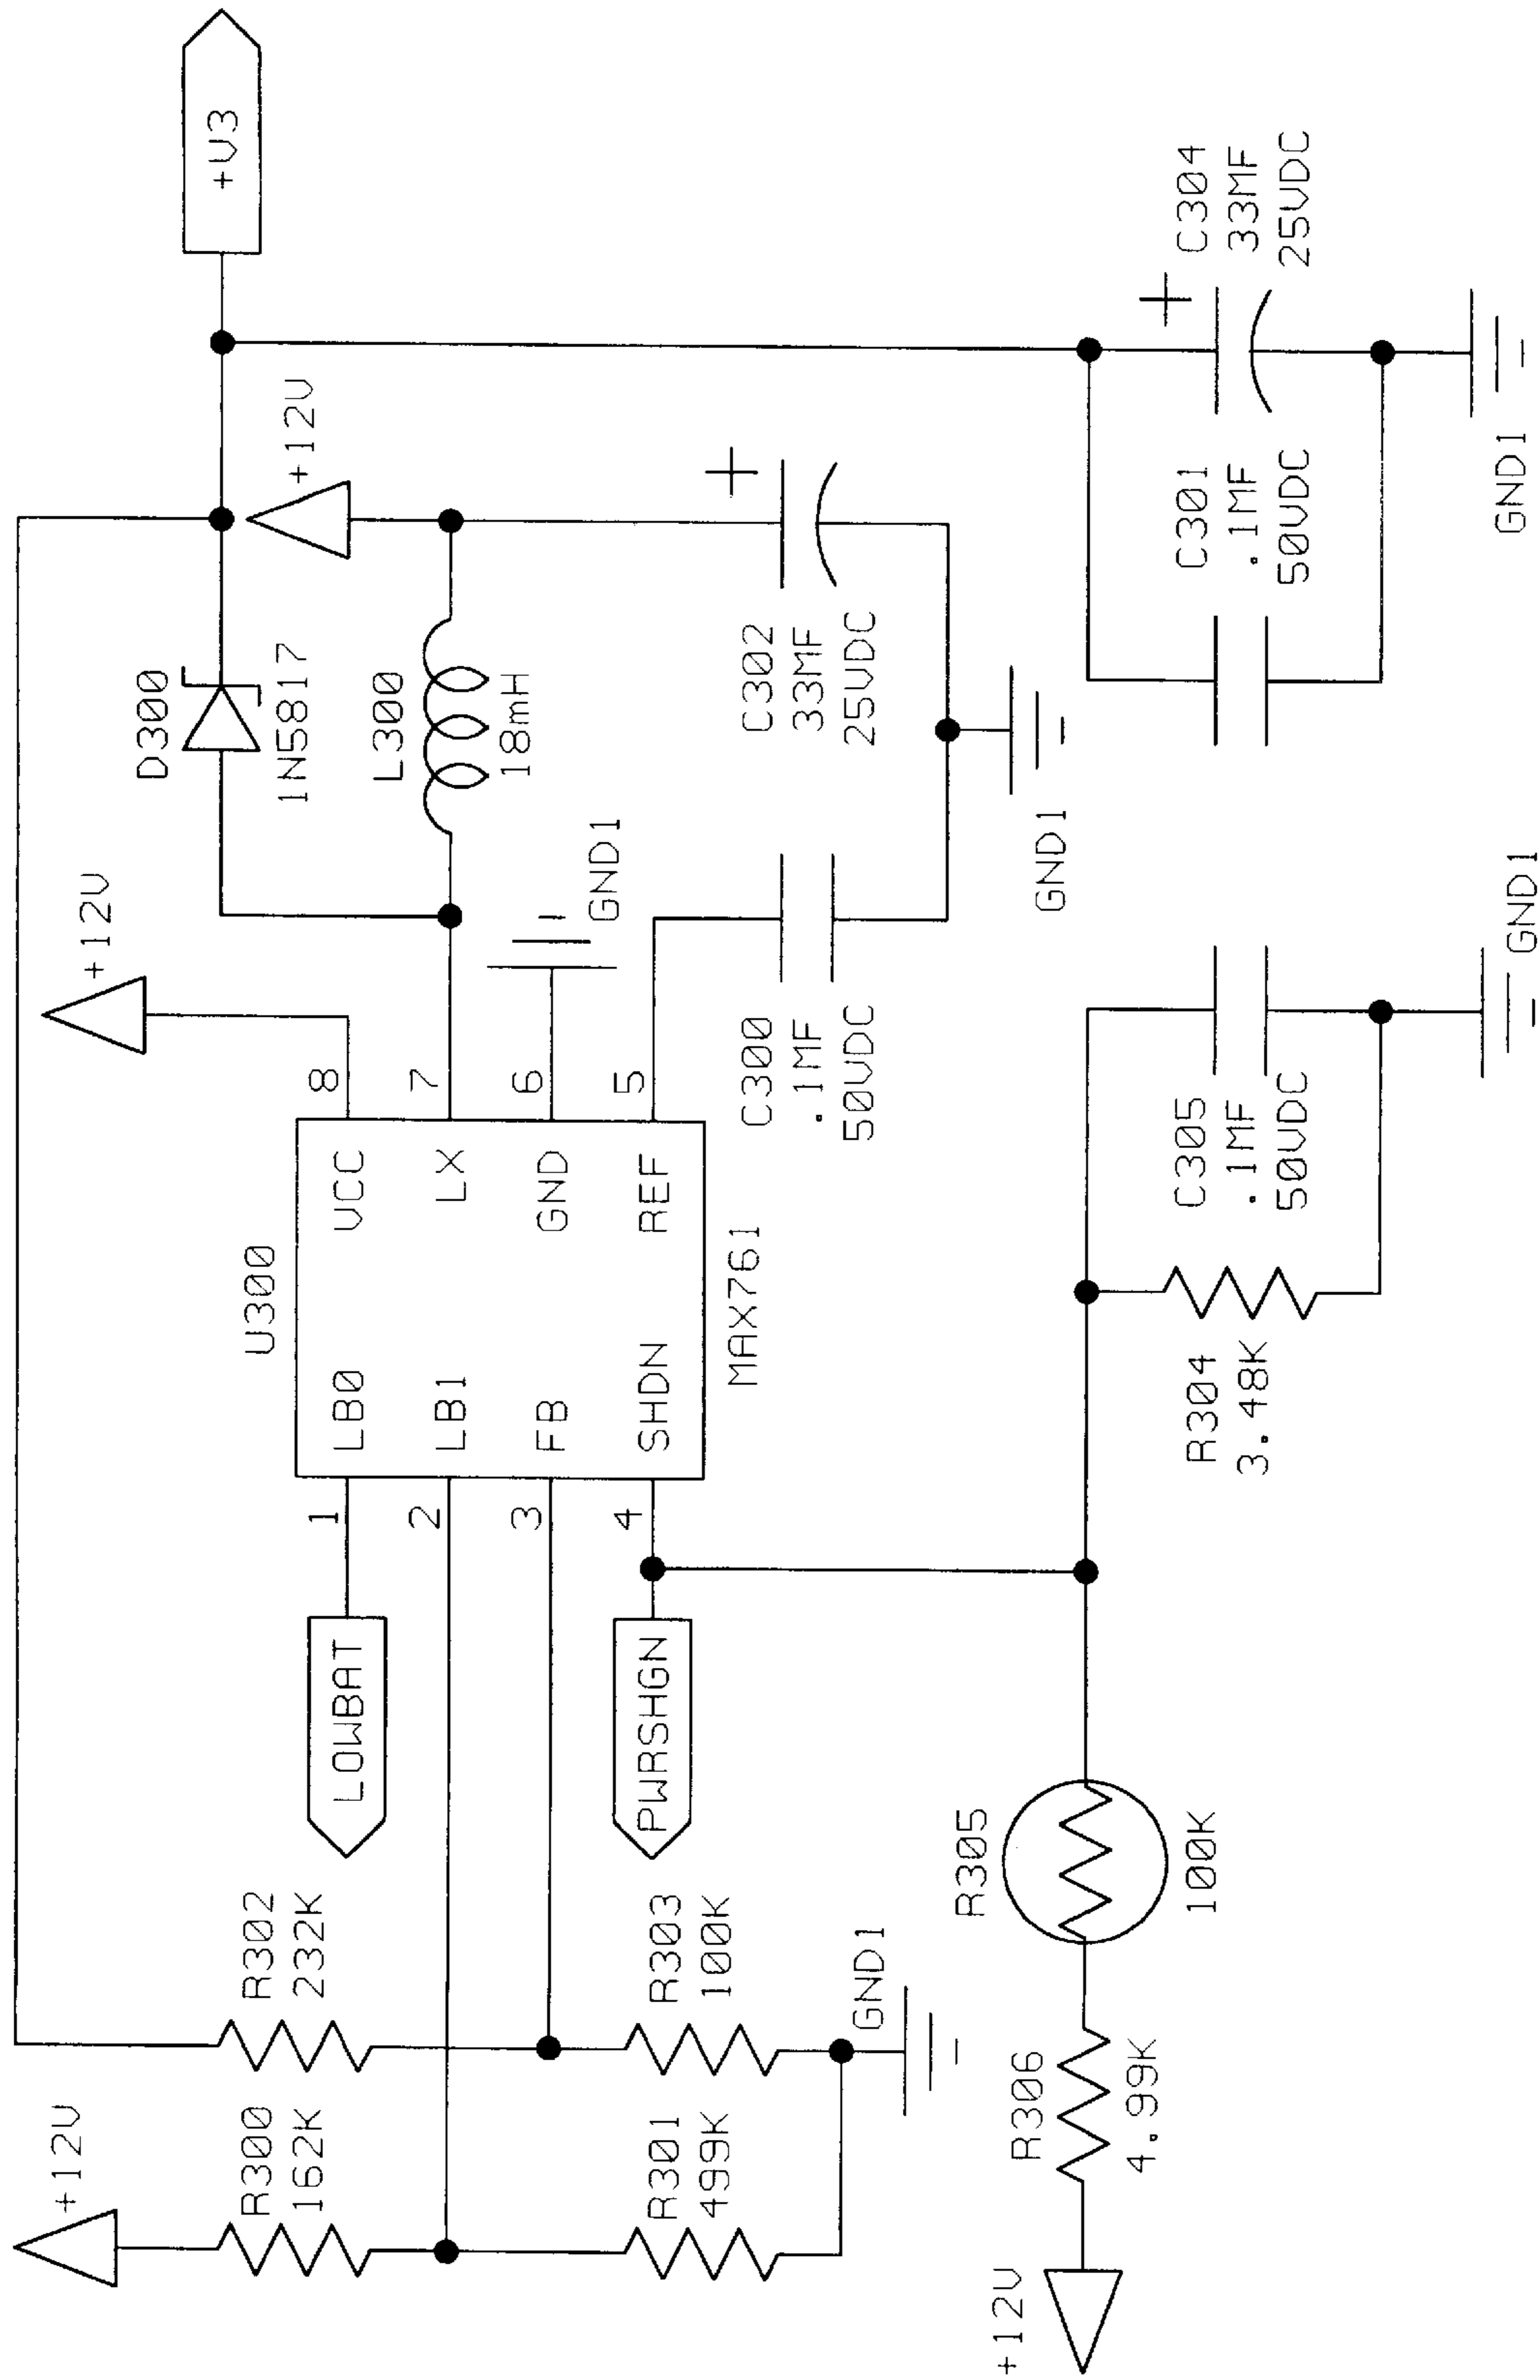 +12V
R300
162K
R302
232K
R301
499K
R303
100K
GND1
LOWBAT
PWRSHGN
1
2
3
4
U300
LB0
LB1
FB
SHDN
VCC
LX
GND
REF
MAX761
8
7
6
5
+12V
GND1
D300
1N5817
L300
18mH
+12V
+V3
C300
.1MF
50VDC
C302
33MF
25VDC
GND1
+12V
R306
4.99K
R305
100K
R304
3.48K
C305
.1MF
50VDC
GND1
C301
.1MF
50VDC
C304
33MF
25VDC
GND1